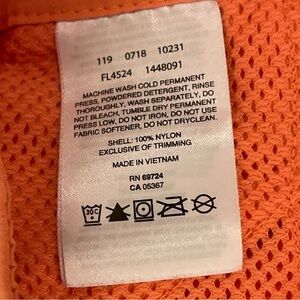 119 0718 10231
FL4524 1448091
MACHINE WASH COLD PERMANENT
PRESS, POWDERED DETERGENT, RINSE
THOROUGHLY, WASH SEPARATELY, DO
NOT BLEACH, TUMBLE DRY PERMANENT
PRESS LOW, DO NOT IRON, DO NOT USE
FABRIC SOFTENER, DO NOT DRYCLEAN.
SHELL: 100% NYLON
EXCLUSIVE OF TRIMMING
MADE IN VIETNAM
RN 69724
CA 05367
30C